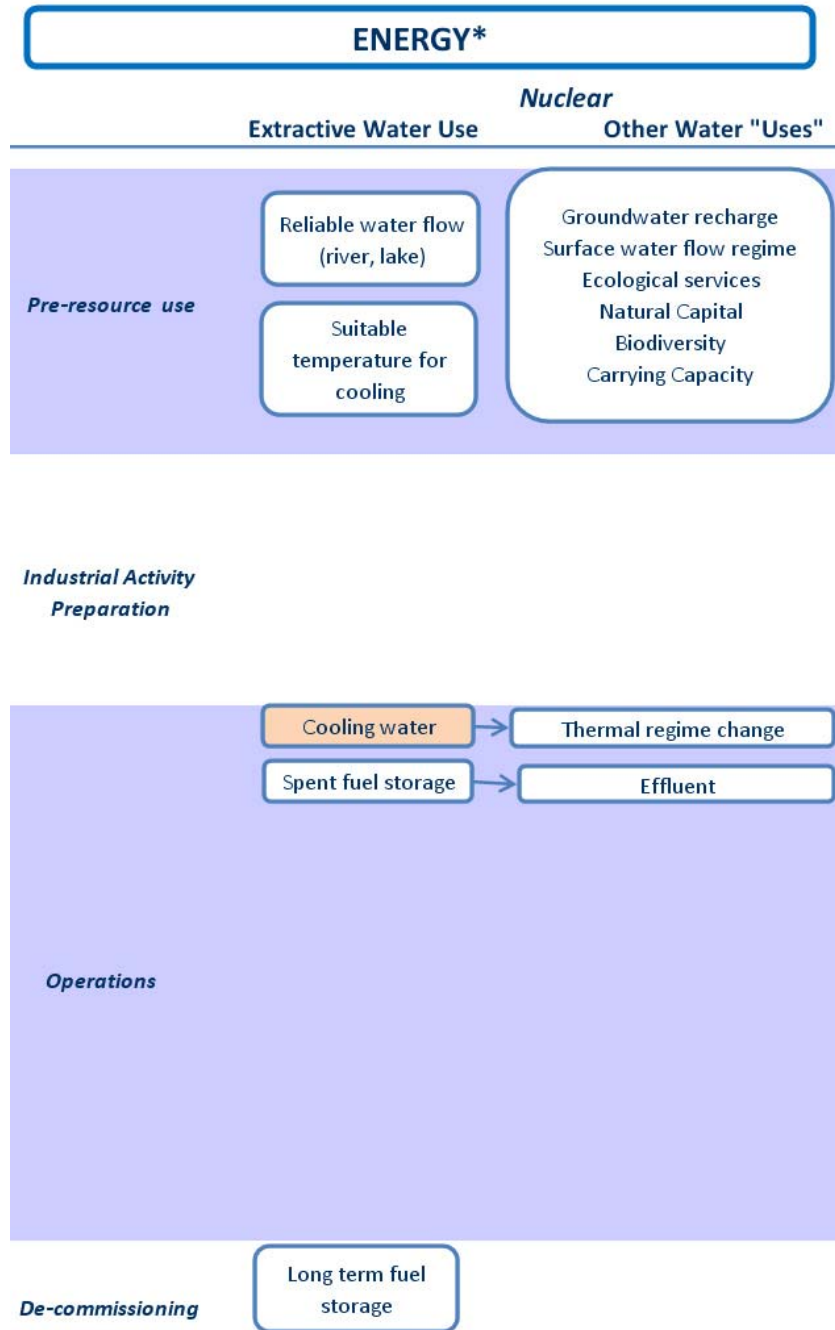 ENERGY*
Nuclear
Extractive Water Use
Other Water "Uses"
Pre-resource use
Reliable water flow
(river, lake)
Suitable
temperature for
cooling
Groundwater recharge
Surface water flow regime
Ecological services
Natural Capital
Biodiversity
Carrying Capacity
Industrial Activity
Preparation
Operations
Cooling water
Thermal regime change
Spent fuel storage
Effluent
De-commissioning
Long term fuel
storage